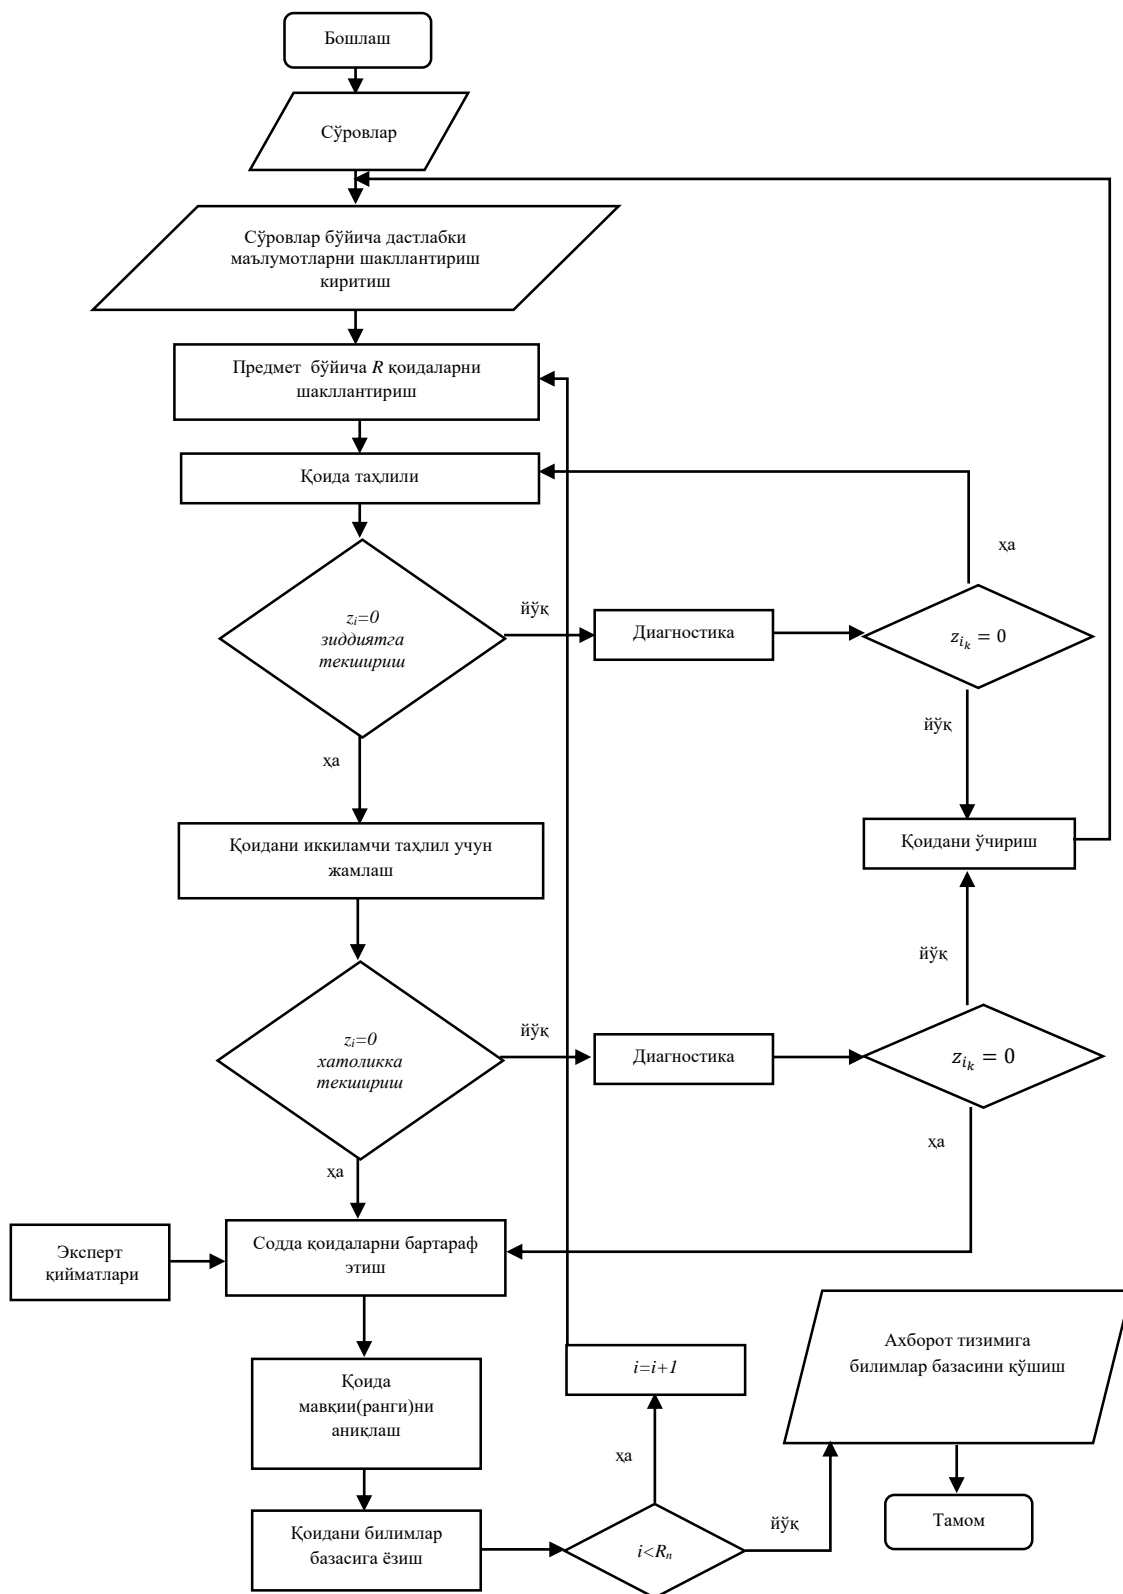 Бошлаш
Сўровлар
Сўровлар бўйича дастлабки
маълумотларни шакллантириш
киритиш
Предмет бўйича R қоидаларни
шакллантириш
Қоида таҳлили
ҳа
zᵢ=0
зиддиятга
текшириш
йўқ
Диагностика
z_{i_k} = 0
йўқ
ҳа
Қоидани иккиламчи таҳлил учун
жамлаш
Қоидани ўчириш
йўқ
zᵢ=0
хатоликка
текшириш
йўқ
Диагностика
z_{i_k} = 0
ҳа
ҳа
Эксперт
қийматлари
Содда қоидаларни бартараф
этиш
Ахборот тизимига
билимлар базасини қўшиш
i=i+1
Қоида
мавқии(ранги)ни
аниқлаш
ҳа
Қоидани билимлар
базасига ёзиш
i<Rₙ
йўқ
Тамом